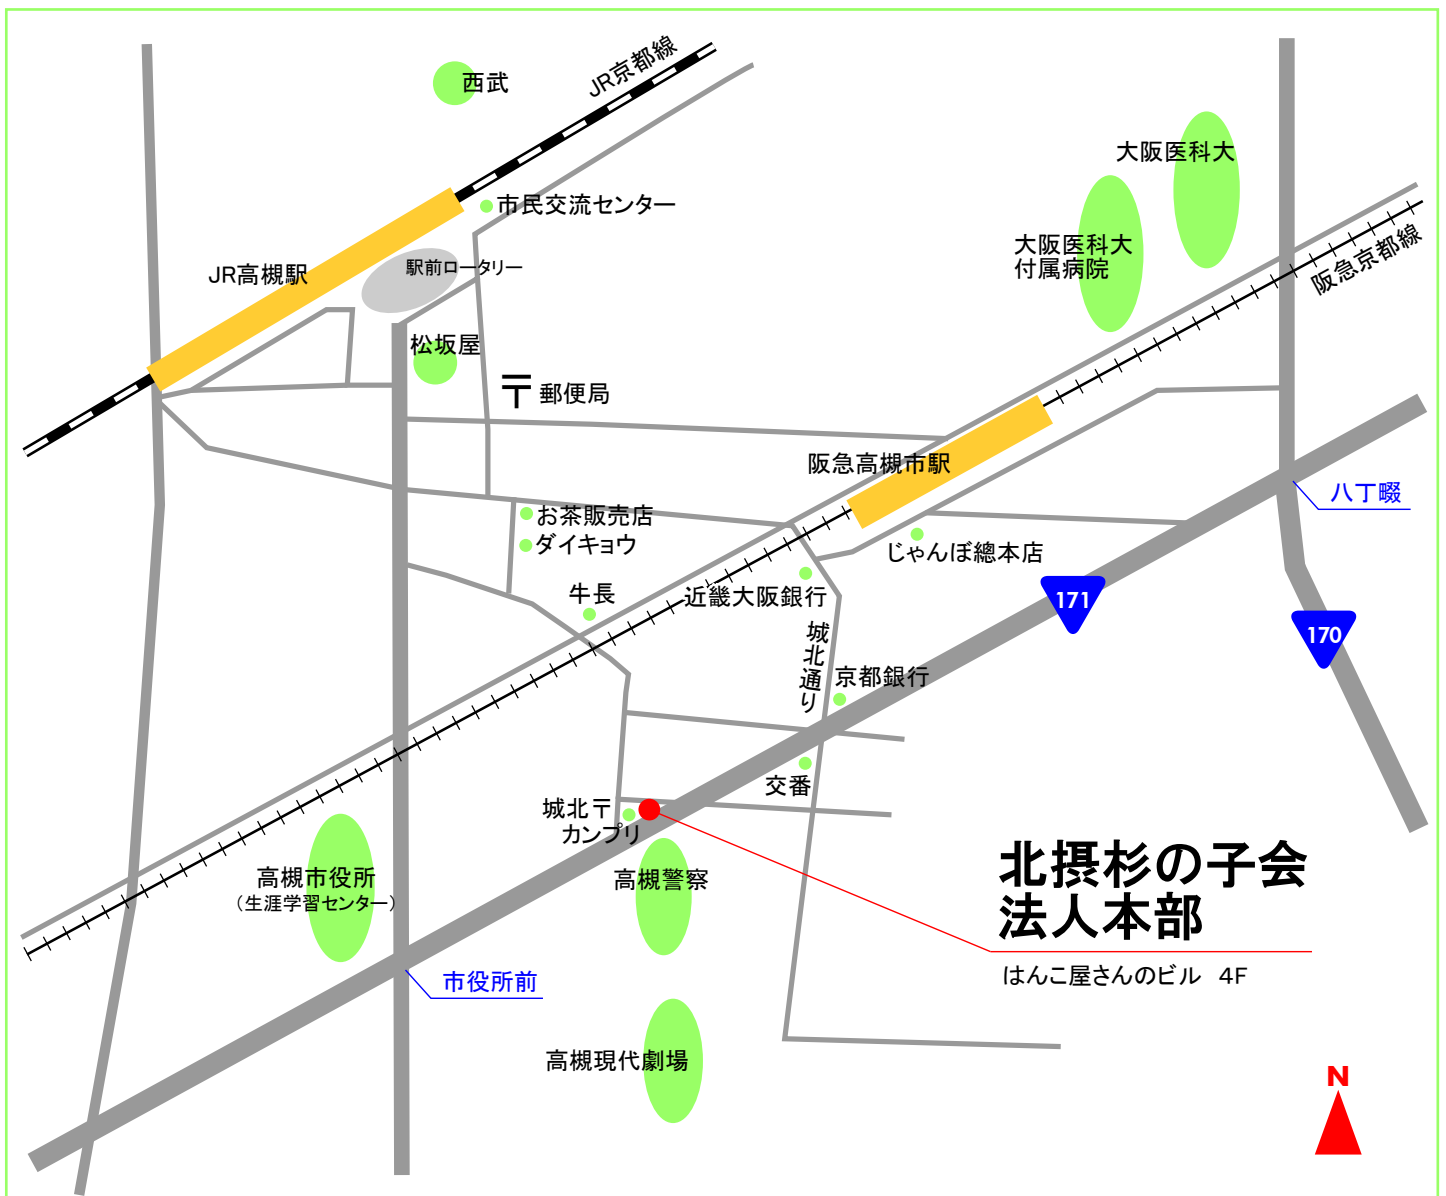 西武
JR京都線
大阪医科大
市民交流センター
大阪医科大
付属病院
阪急京都線
JR高槻駅
駅前ロータリー
松坂屋
〒 郵便局
阪急高槻市駅
八丁畷
お茶販売店
ダイキョウ
じゃんぼ總本店
牛長
近畿大阪銀行
171
170
城北通り
京都銀行
交番
城北〒
カンプリ
高槻市役所
(生涯学習センター)
高槻警察
北摂杉の子会
法人本部
はんこ屋さんのビル 4F
市役所前
高槻現代劇場
N